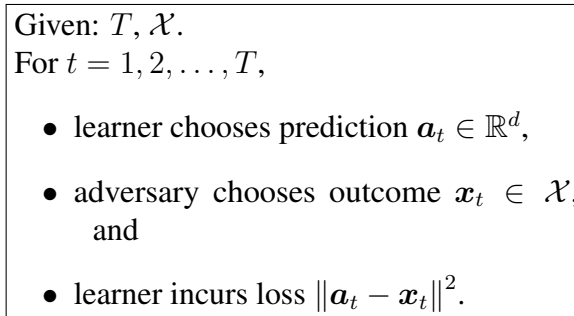 Given: T, 𝒳.
For t = 1, 2, . . . , T,
• learner chooses prediction a_t ∈ ℝ^d,
• adversary chooses outcome x_t ∈ 𝒳,
and
• learner incurs loss ‖a_t − x_t‖².